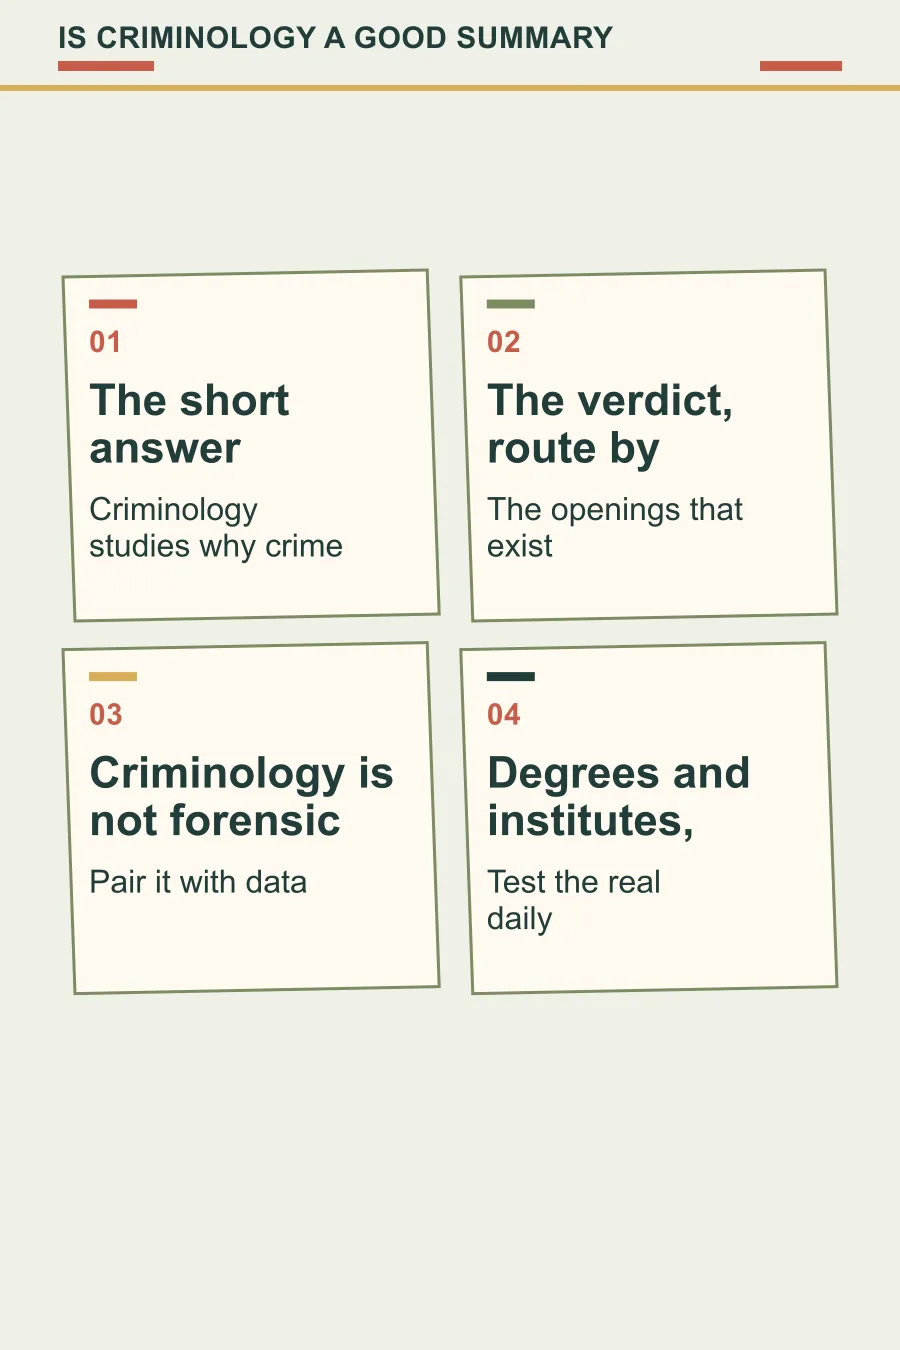 IS CRIMINOLOGY A GOOD SUMMARY
01
The short
answer
Criminology
studies why crime
02
The verdict,
route by
The openings that
exist
03
Criminology is
not forensic
Pair it with data
04
Degrees and
institutes,
Test the real
daily